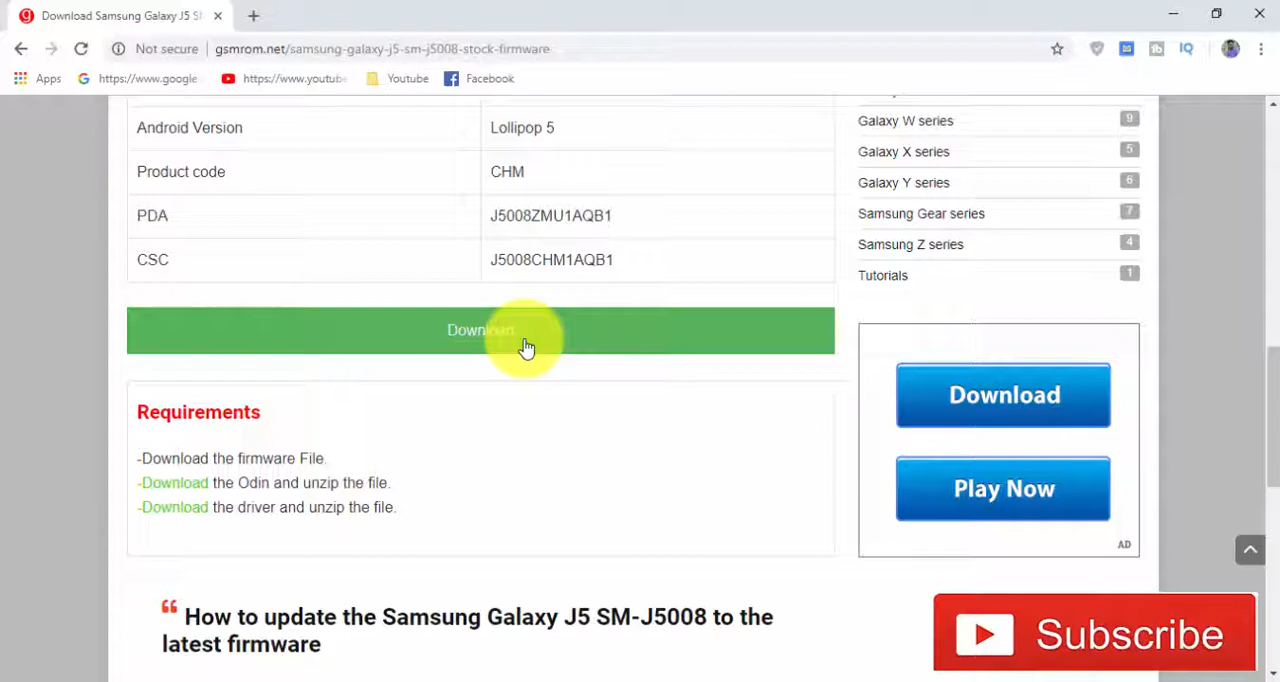 Download Samsung Galaxy J5 S
Not secure
gsmrom.net/samsung-galaxy-j5-sm-j5008-stock-firmware
Apps
https://www.google
https://www.youtube
Youtube
Facebook
Android Version
Lollipop 5
Product code
CHM
PDA
J5008ZMU1AQB1
CSC
J5008CHM1AQB1
Download
Requirements
-Download the firmware File.
-Download the Odin and unzip the file.
-Download the driver and unzip the file.
“ How to update the Samsung Galaxy J5 SM-J5008 to the
latest firmware
Galaxy W series 9
Galaxy X series 5
Galaxy Y series 6
Samsung Gear series 7
Samsung Z series 4
Tutorials 1
Download
Play Now
AD
Subscribe